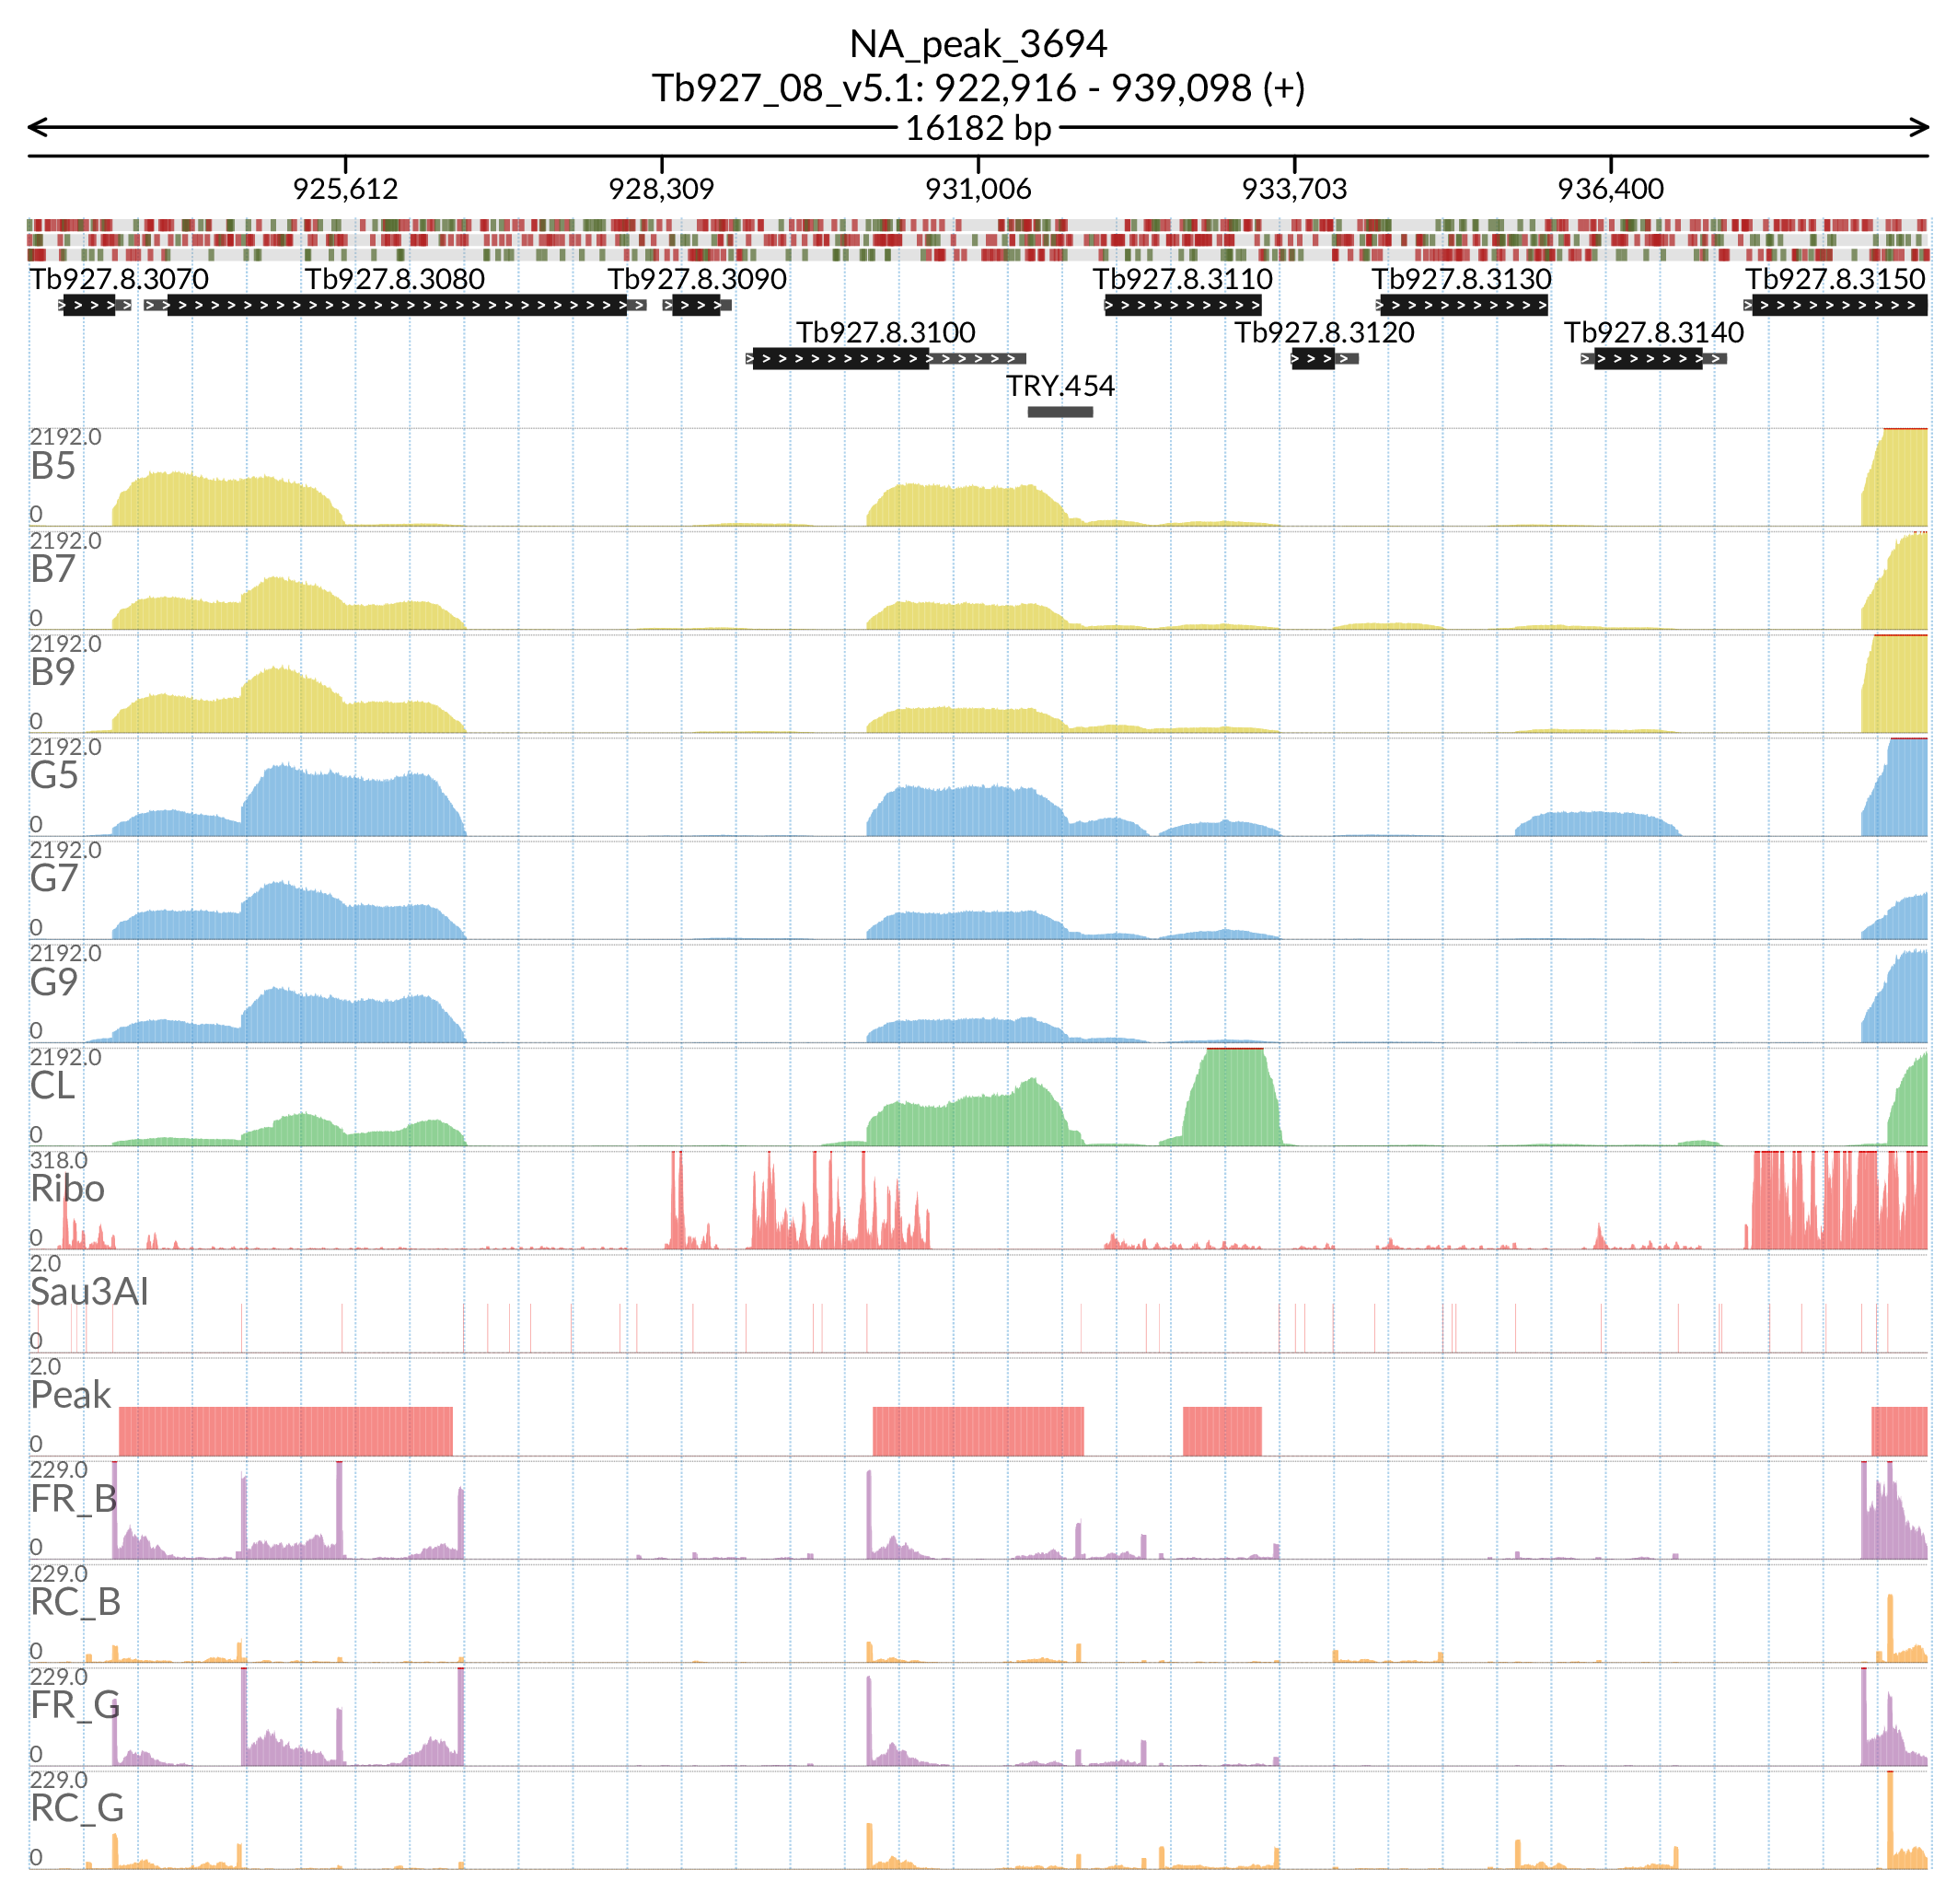 NA_peak_3694
Tb927_08_v5.1: 922,916 - 939,098 (+)
16182 bp
925,612 928,309 931,006 933,703 936,400
Tb927.8.3070 Tb927.8.3080 Tb927.8.3090 Tb927.8.3110 Tb927.8.3130 Tb927.8.3150
Tb927.8.3100 Tb927.8.3120 Tb927.8.3140
TRY.454
2192.0
B5
0
2192.0
B7
0
2192.0
B9
0
2192.0
G5
0
2192.0
G7
0
2192.0
G9
0
2192.0
CL
0
318.0
Ribo
0
2.0
Sau3AI
0
2.0
Peak
0
229.0
FR_B
0
229.0
RC_B
0
229.0
FR_G
0
229.0
RC_G
0